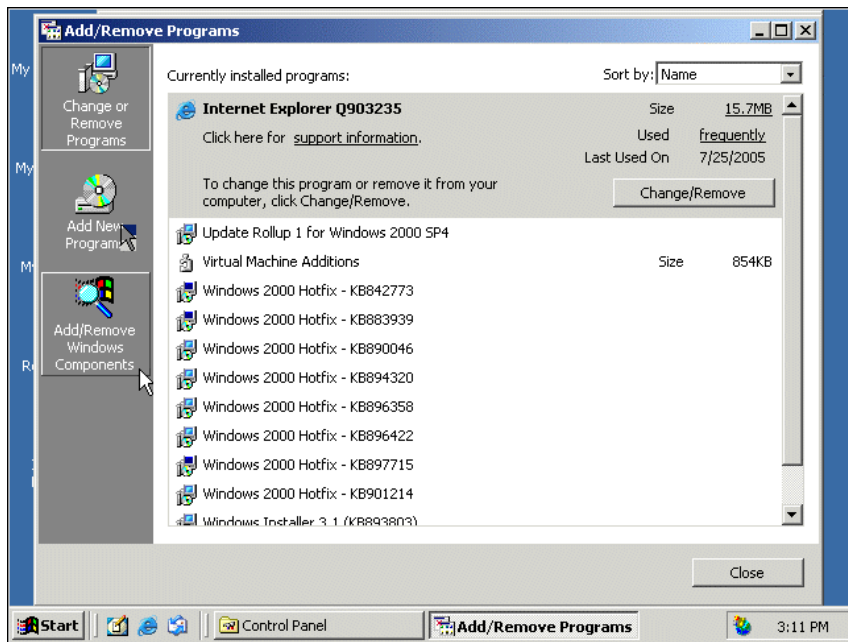 Add/Remove Programs
My
My
M
R
Change or
Remove
Programs
Add New
Programs
Add/Remove
Windows
Components
Currently installed programs:
Sort by: Name
Internet Explorer Q903235
Size 15.7MB
Click here for support information.
Used frequently
Last Used On 7/25/2005
To change this program or remove it from your
computer, click Change/Remove.
Change/Remove
Update Rollup 1 for Windows 2000 SP4
Virtual Machine Additions Size 854KB
Windows 2000 Hotfix - KB842773
Windows 2000 Hotfix - KB883939
Windows 2000 Hotfix - KB890046
Windows 2000 Hotfix - KB894320
Windows 2000 Hotfix - KB896358
Windows 2000 Hotfix - KB896422
Windows 2000 Hotfix - KB897715
Windows 2000 Hotfix - KB901214
Windows Installer 3.1 (KB893803)
Close
Start Control Panel Add/Remove Programs 3:11 PM